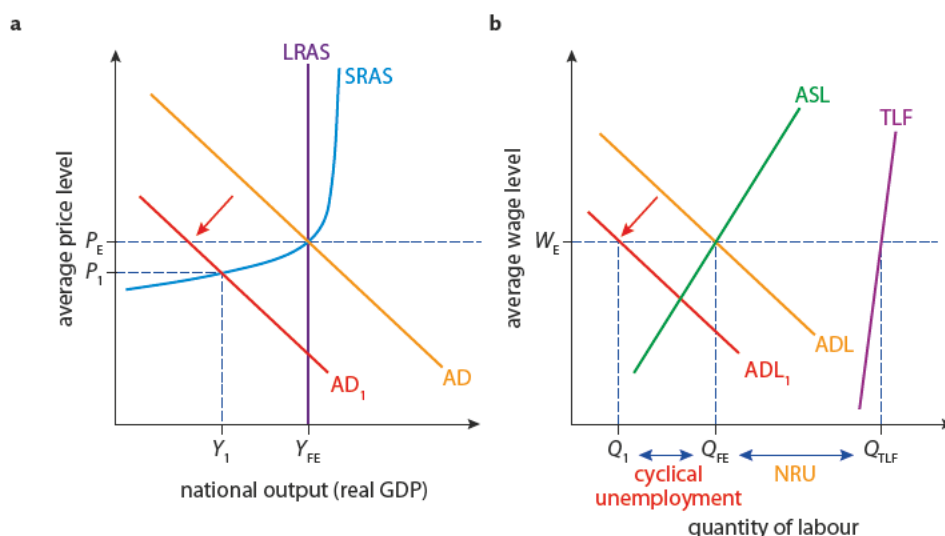 a
LRAS
SRAS
average price level
P_E
P_1
AD_1
AD
Y_1
Y_FE
national output (real GDP)
b
ASL
TLF
average wage level
W_E
ADL
ADL_1
Q_1
Q_FE
Q_TLF
cyclical
unemployment
NRU
quantity of labour